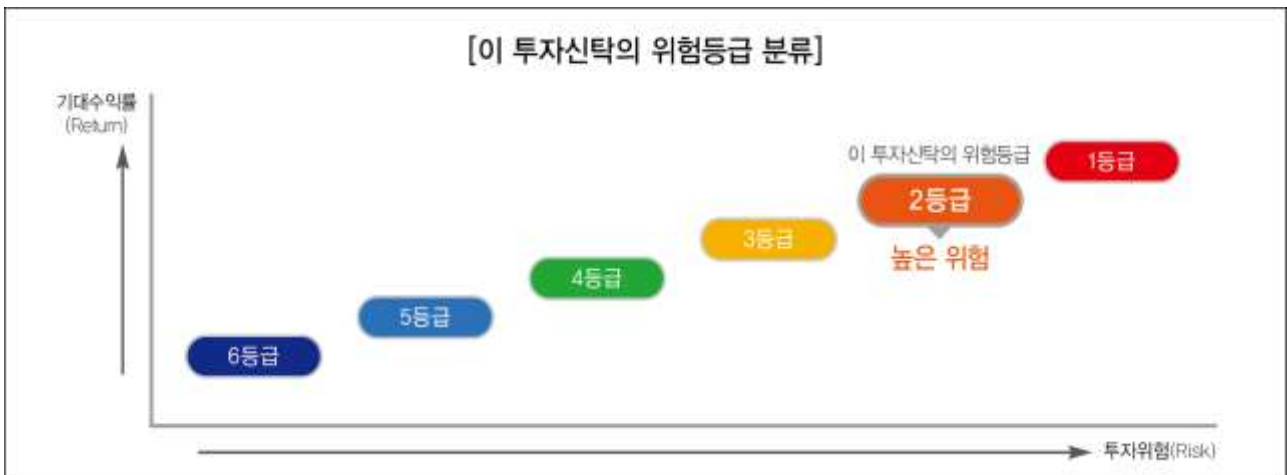 [이 투자신탁의 위험등급 분류]
기대수익률
(Return)
이 투자신탁의 위험등급
1등급
2등급
높은 위험
3등급
4등급
5등급
6등급
투자위험(Risk)